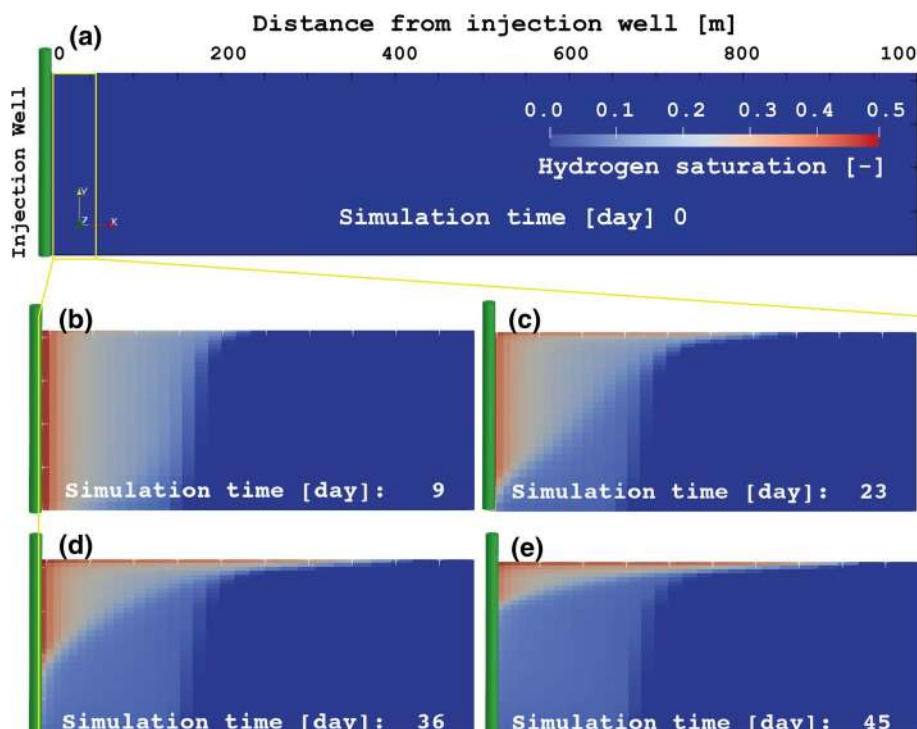 Distance from injection well [m]
(a)
0 200 400 600 800 100
Injection Well
0.0 0.1 0.2 0.3 0.4 0.5
Hydrogen saturation [-]
Simulation time [day] 0
Y
Z X
(b)
Simulation time [day]: 9
(c)
Simulation time [day]: 23
(d)
Simulation time [day]: 36
(e)
Simulation time [day]: 45